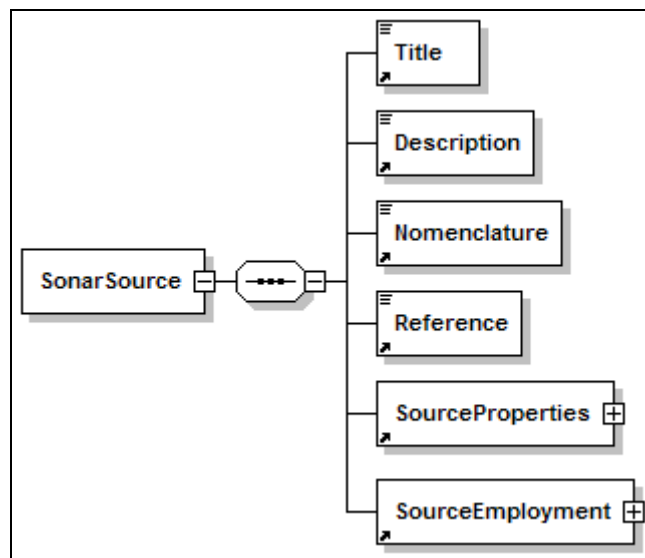 Title
Description
Nomenclature
SonarSource
Reference
SourceProperties
SourceEmployment